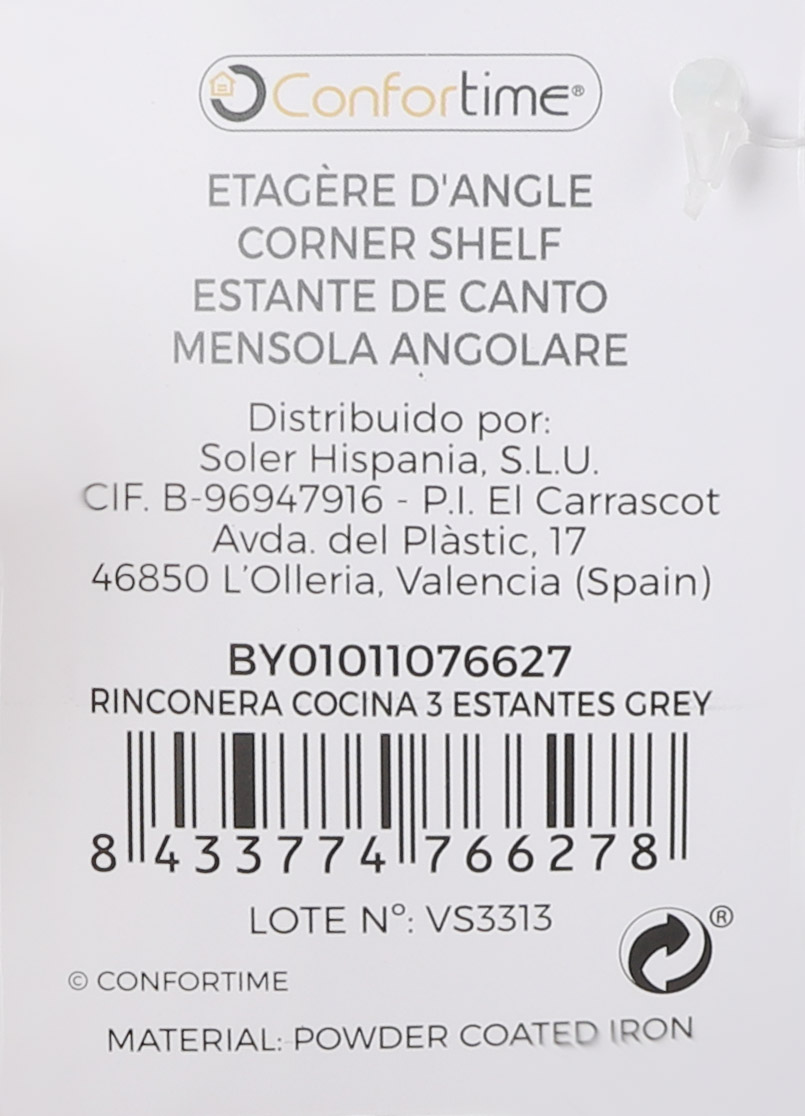 Confortime®
ETAGÈRE D'ANGLE
CORNER SHELF
ESTANTE DE CANTO
MENSOLA ANGOLARE
Distribuido por:
Soler Hispania, S.L.U.
CIF. B-96947916 - P.I. El Carrascot
Avda. del Plàstic, 17
46850 L'Olleria, Valencia (Spain)
BY01011076627
RINCONERA COCINA 3 ESTANTES GREY
8 433774 766278
LOTE Nº: VS3313
®
© CONFORTIME
MATERIAL: POWDER COATED IRON